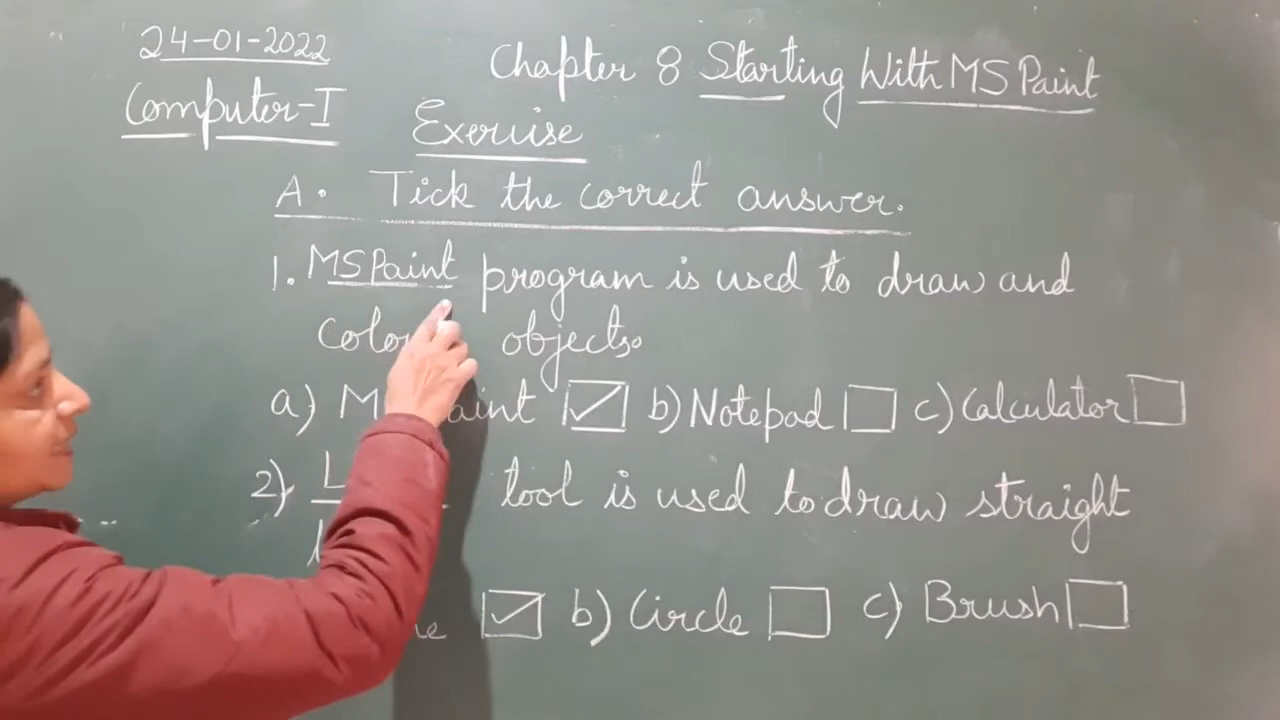 24-01-2022
Chapter 8 Starting With MS Paint
Computer-I
Exercise
A. Tick the correct answer.
1. MS Paint program is used to draw and
objects.
a) M aint ☑ b) Notepad ☐ c) Calculator ☐
2) L tool is used to draw straight
ne ☑ b) Circle ☐ c) Brush ☐